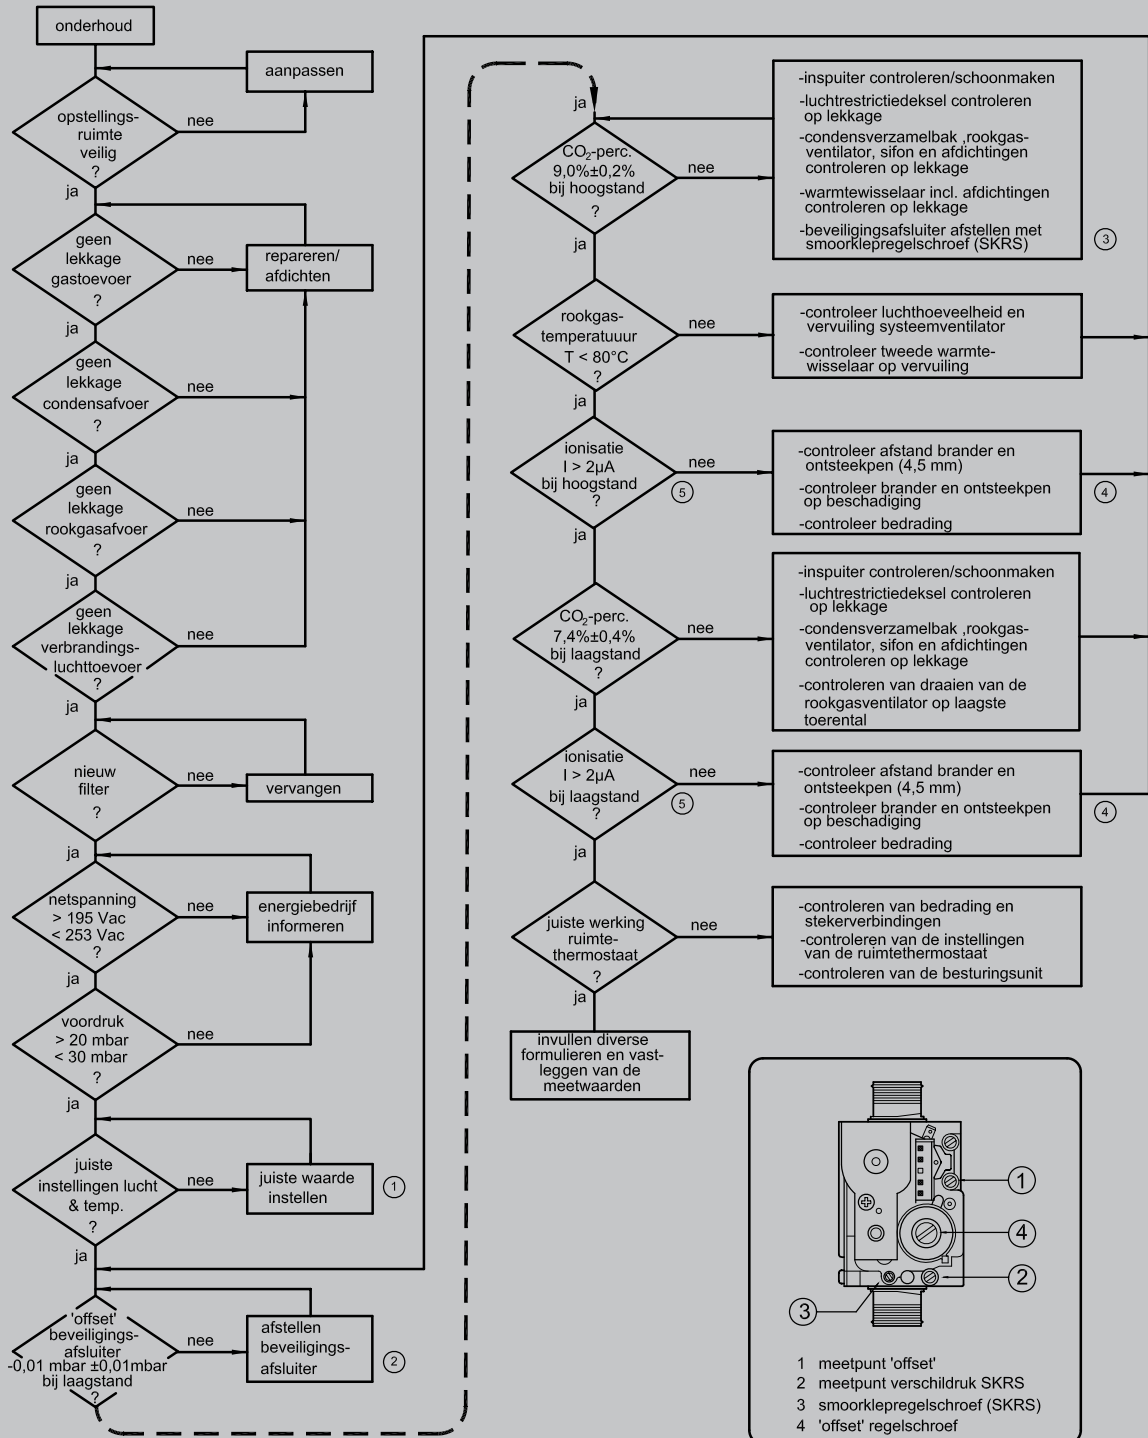 onderhoud
aanpassen
opstellings-
ruimte
veilig
?
nee
ja
geen
lekkage
gastoevoer
?
nee
repareren/
afdichten
ja
geen
lekkage
condensafvoer
?
nee
ja
geen
lekkage
rookgasafvoer
?
nee
ja
geen
lekkage
verbrandings-
luchttoevoer
?
nee
ja
nieuw
filter
?
nee
vervangen
ja
netspanning
> 195 Vac
< 253 Vac
?
nee
energiebedrijf
informeren
ja
voordruk
> 20 mbar
< 30 mbar
?
nee
ja
juiste
instellingen lucht
& temp.
?
nee
juiste waarde
instellen
1
ja
'offset'
beveiligings-
afsluiter
-0,01 mbar ±0,01mbar
bij laagstand
?
nee
afstellen
beveiligings-
afsluiter
2
ja
CO₂-perc.
9,0%±0,2%
bij hoogstand
?
nee
-inspuiter controleren/schoonmaken
-luchtrestrictiedeksel controleren
op lekkage
-condensverzamelbak ,rookgas-
ventilator, sifon en afdichtingen
controleren op lekkage
-warmtewisselaar incl. afdichtingen
controleren op lekkage
-beveiligingsafsluiter afstellen met
smoorklepregelschroef (SKRS)
3
ja
rookgas-
temperatuuur
T < 80°C
?
nee
-controleer luchthoeveelheid en
vervuiling systeemventilator
-controleer tweede warmte-
wisselaar op vervuiling
ja
ionisatie
I > 2µA
bij hoogstand
?
nee
5
-controleer afstand brander en
ontsteekpen (4,5 mm)
-controleer brander en ontsteekpen
op beschadiging
-controleer bedrading
4
ja
CO₂-perc.
7,4%±0,4%
bij laagstand
?
nee
-inspuiter controleren/schoonmaken
-luchtrestrictiedeksel controleren
op lekkage
-condensverzamelbak ,rookgas-
ventilator, sifon en afdichtingen
controleren op lekkage
-controleren van draaien van de
rookgasventilator op laagste
toerental
ja
ionisatie
I > 2µA
bij laagstand
?
nee
5
-controleer afstand brander en
ontsteekpen (4,5 mm)
-controleer brander en ontsteekpen
op beschadiging
-controleer bedrading
4
ja
juiste werking
ruimte-
thermostaat
?
nee
-controleren van bedrading en
stekerverbindingen
-controleren van de instellingen
van de ruimtethermostaat
-controleren van de besturingsunit
ja
invullen diverse
formulieren en vast-
leggen van de
meetwaarden
1
4
2
3
1 meetpunt 'offset'
2 meetpunt verschildruk SKRS
3 smoorklepregelschroef (SKRS)
4 'offset' regelschroef